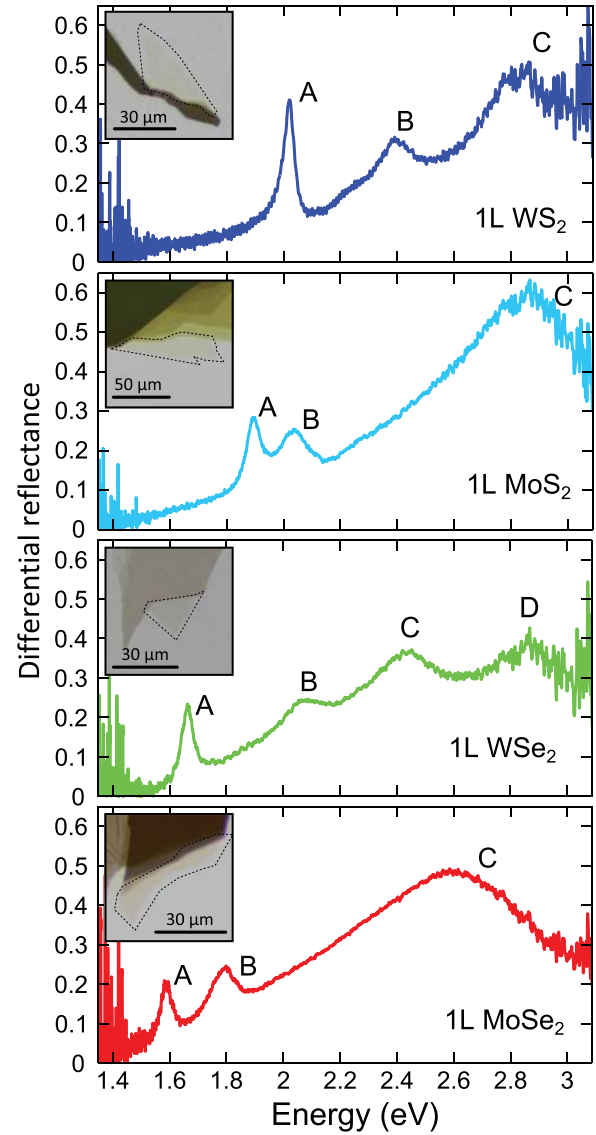 Differential reflectance
0.6
0.5
0.4
0.3
0.2
0.1
0
30 µm
A
B
C
1L WS₂
0.6
0.5
0.4
0.3
0.2
0.1
0
50 µm
A
B
C
1L MoS₂
0.6
0.5
0.4
0.3
0.2
0.1
0
30 µm
A
B
C
D
1L WSe₂
0.6
0.5
0.4
0.3
0.2
0.1
0
30 µm
A
B
C
1L MoSe₂
1.4 1.6 1.8 2 2.2 2.4 2.6 2.8 3
Energy (eV)